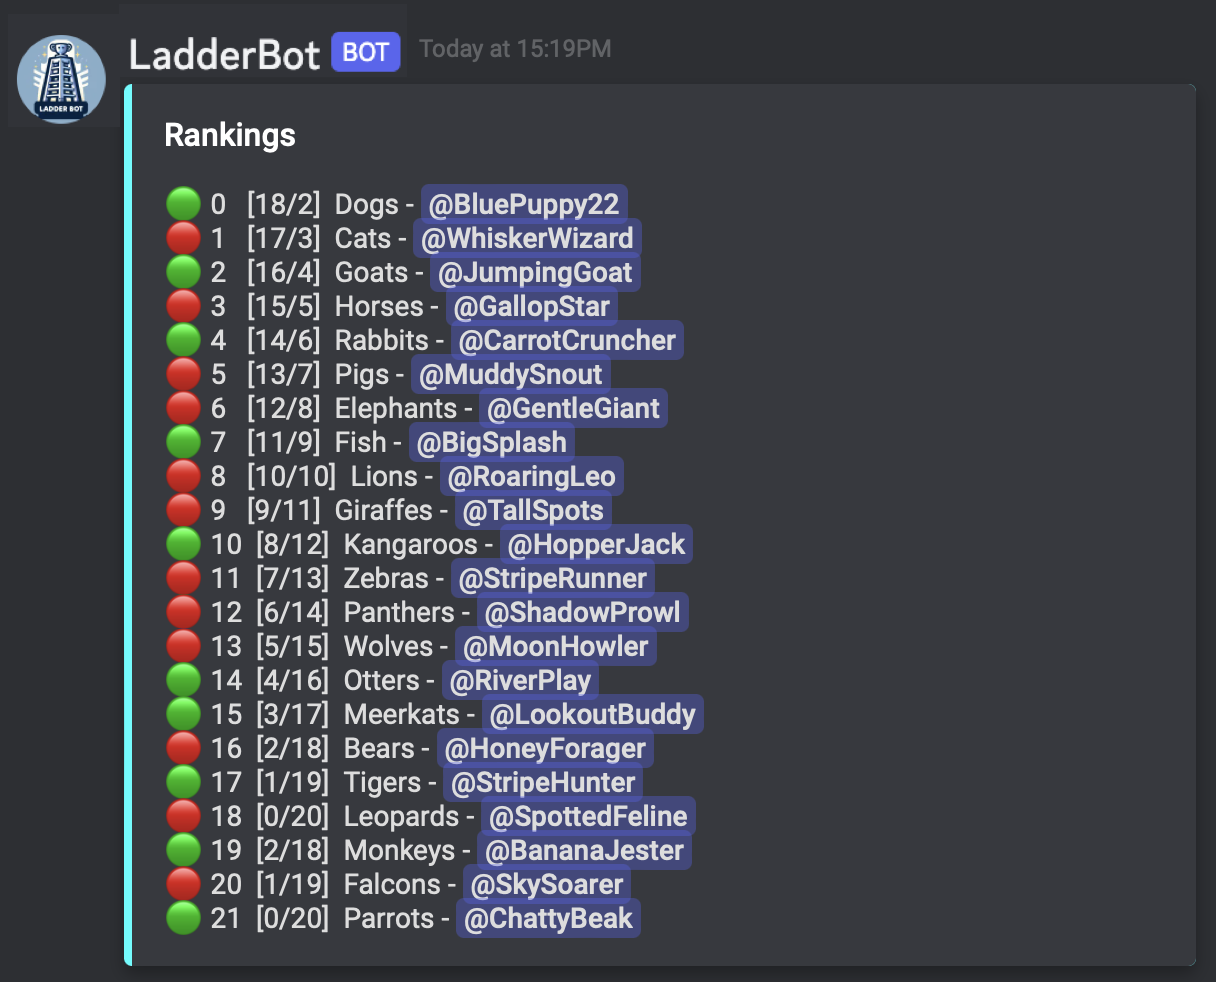 LadderBot BOT Today at 15:19PM
LADDER BOT
Rankings
0 [18/2] Dogs - @BluePuppy22
1 [17/3] Cats - @WhiskerWizard
2 [16/4] Goats - @JumpingGoat
3 [15/5] Horses - @GallopStar
4 [14/6] Rabbits - @CarrotCruncher
5 [13/7] Pigs - @MuddySnout
6 [12/8] Elephants - @GentleGiant
7 [11/9] Fish - @BigSplash
8 [10/10] Lions - @RoaringLeo
9 [9/11] Giraffes - @TallSpots
10 [8/12] Kangaroos - @HopperJack
11 [7/13] Zebras - @StripeRunner
12 [6/14] Panthers - @ShadowProwl
13 [5/15] Wolves - @MoonHowler
14 [4/16] Otters - @RiverPlay
15 [3/17] Meerkats - @LookoutBuddy
16 [2/18] Bears - @HoneyForager
17 [1/19] Tigers - @StripeHunter
18 [0/20] Leopards - @SpottedFeline
19 [2/18] Monkeys - @BananaJester
20 [1/19] Falcons - @SkySoarer
21 [0/20] Parrots - @ChattyBeak